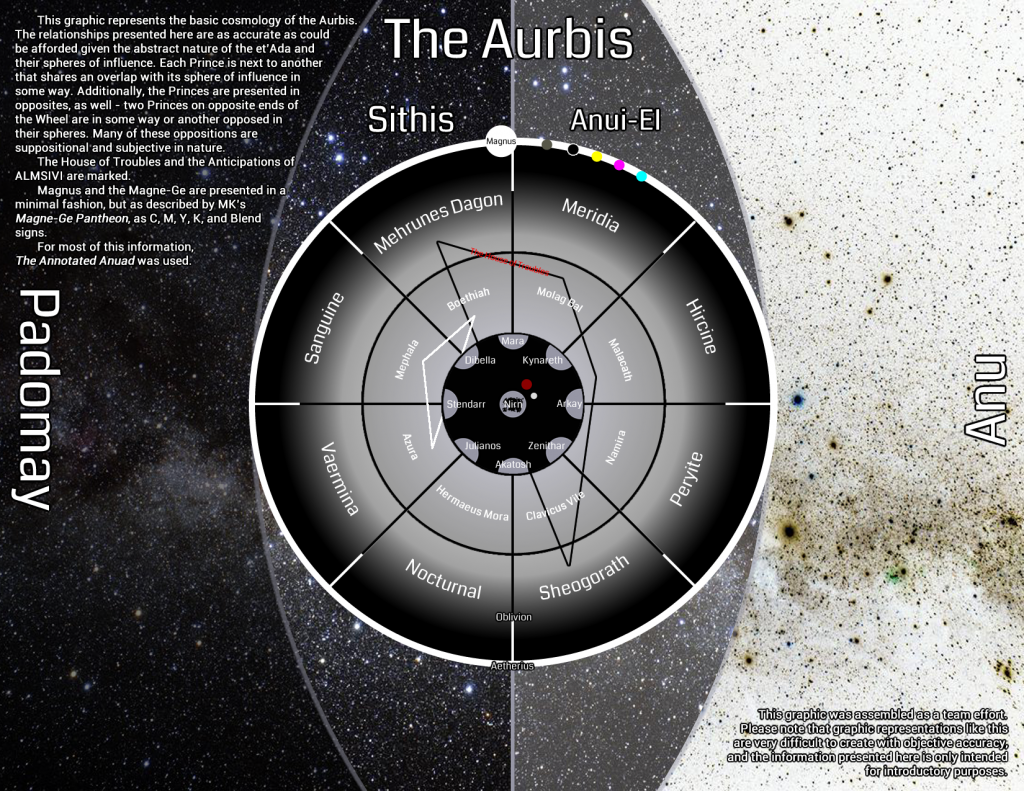 This graphic represents the basic cosmology of the Aurbis.
The relationships presented here are as accurate as could
be afforded given the abstract nature of the et'Ada and
their spheres of influence. Each Prince is next to another
that shares an overlap with its sphere of influence in
some way. Additionally, the Princes are presented in
opposites, as well - two Princes on opposite ends of
the Wheel are in some way or another opposed in
their spheres. Many of these oppositions are
suppositional and subjective in nature.
The House of Troubles and the Anticipations of
ALMSIVI are marked.
Magnus and the Magne-Ge are presented in a
minimal fashion, but as described by MK's
Magne-Ge Pantheon, as C, M, Y, K, and Blend
signs.
For most of this information,
The Annotated Anuad was used.
The Aurbis
Sithis
Anui-El
Magnus
Mehrunes Dagon
Meridia
The House of Troubles
Boethiah
Molag Bal
Sanguine
Hircine
Mephala
Malacath
Mara
Dibella
Kynareth
Padomay
Anu
Stendarr
Nirn
Arkay
Azura
Namira
Julianos
Zenithar
Akatosh
Vaermina
Peryite
Hermaeus Mora
Clavicus Vile
Nocturnal
Sheogorath
Oblivion
Aetherius
This graphic was assembled as a team effort.
Please note that graphic representations like this
are very difficult to create with objective accuracy,
and the information presented here is only intended
for introductory purposes.